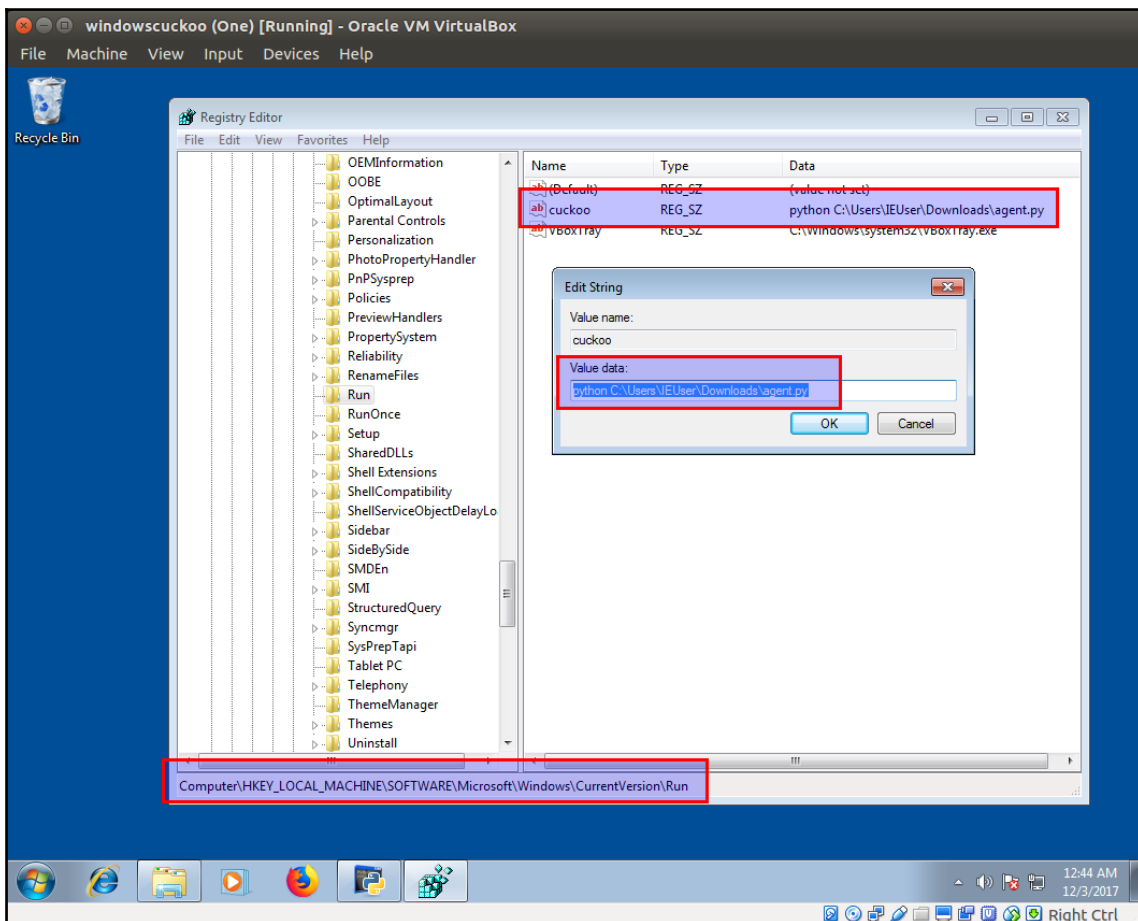 windowscuckoo (One) [Running] - Oracle VM VirtualBox
File Machine View Input Devices Help
Recycle Bin
Registry Editor
File Edit View Favorites Help
OEMInformation
OOBE
OptimalLayout
Parental Controls
Personalization
PhotoPropertyHandler
PnPSysprep
Policies
PreviewHandlers
PropertySystem
Reliability
RenameFiles
Run
RunOnce
Setup
SharedDLLs
Shell Extensions
ShellCompatibility
ShellServiceObjectDelayLo
Sidebar
SideBySide
SMDEn
SMI
StructuredQuery
Syncmgr
SysPrepTapi
Tablet PC
Telephony
ThemeManager
Themes
Uninstall
Name Type Data
ab (Default) REG_SZ (value not set)
ab cuckoo REG_SZ python C:\Users\IEUser\Downloads\agent.py
ab VBoxTray REG_SZ C:\Windows\system32\VBoxTray.exe
Edit String
Value name:
cuckoo
Value data:
python C:\Users\IEUser\Downloads\agent.py
OK Cancel
Computer\HKEY_LOCAL_MACHINE\SOFTWARE\Microsoft\Windows\CurrentVersion\Run
12:44 AM
12/3/2017
Right Ctrl